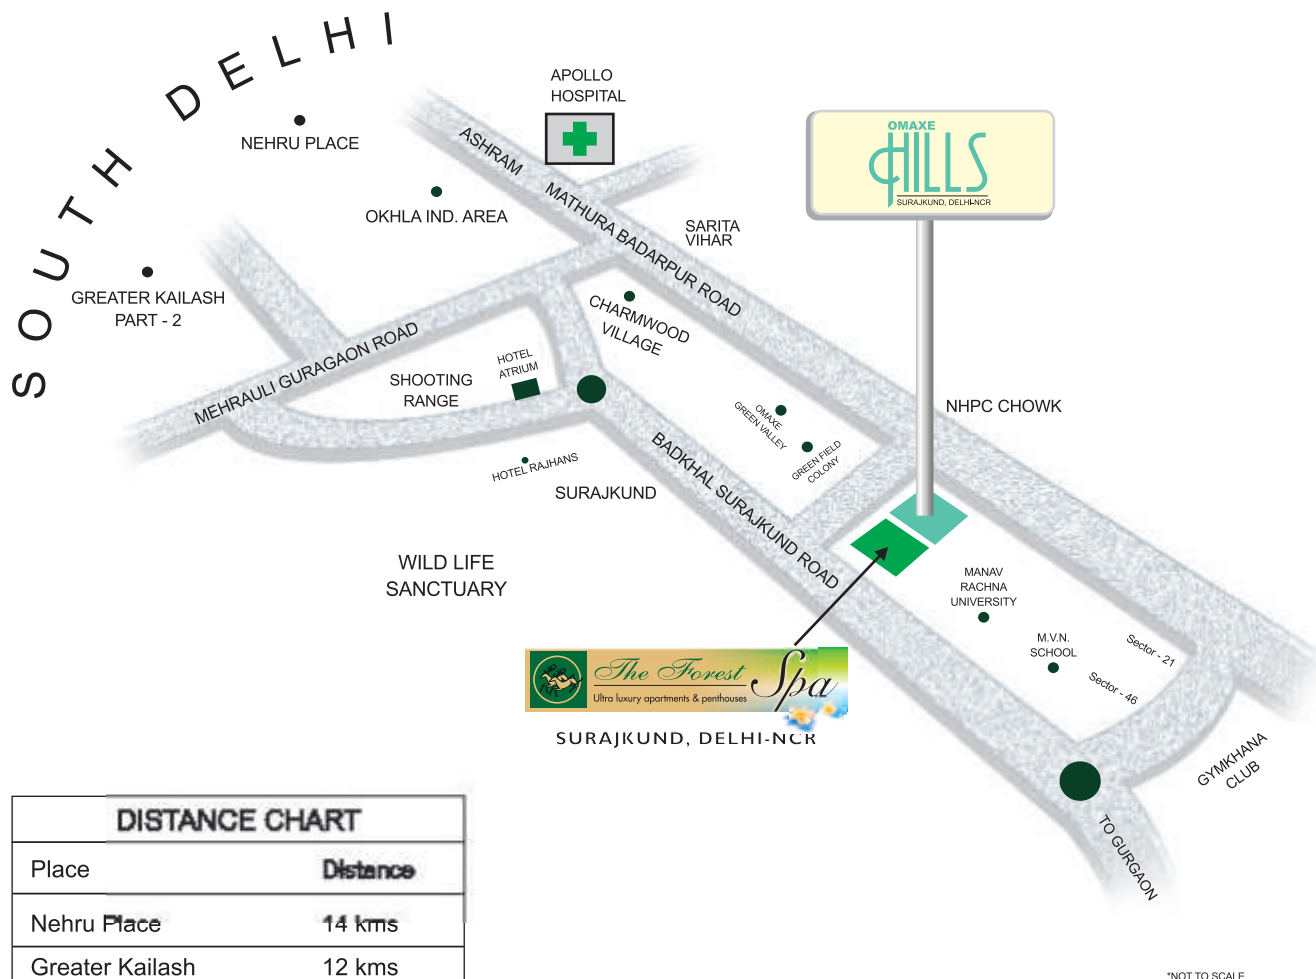 SOUTH DELHI
APOLLO
HOSPITAL
NEHRU PLACE
ASHRAM
OKHLA IND. AREA
MATHURA BADARPUR ROAD
SARITA
VIHAR
OMAXE
HILLS
SURAJKUND, DELHI-NCR
GREATER KAILASH
PART - 2
CHARMWOOD
VILLAGE
MEHRAULI GURAGAON ROAD
HOTEL
ATRIUM
SHOOTING
RANGE
NHPC CHOWK
OMAXE
GREEN VALLEY
GREEN FIELD
COLONY
HOTEL RAJHANS
SURAJKUND
BADKHAL SURAJKUND ROAD
WILD LIFE
SANCTUARY
MANAV
RACHNA
UNIVERSITY
M.V.N.
SCHOOL
Sector - 21
Sector - 46
The Forest Spa
Ultra luxury apartments & penthouses
SURAJKUND, DELHI-NCR
GYMKHANA
CLUB
TO GURGAON
DISTANCE CHART
Place Distance
Nehru Place 14 kms
Greater Kailash 12 kms
*NOT TO SCALE